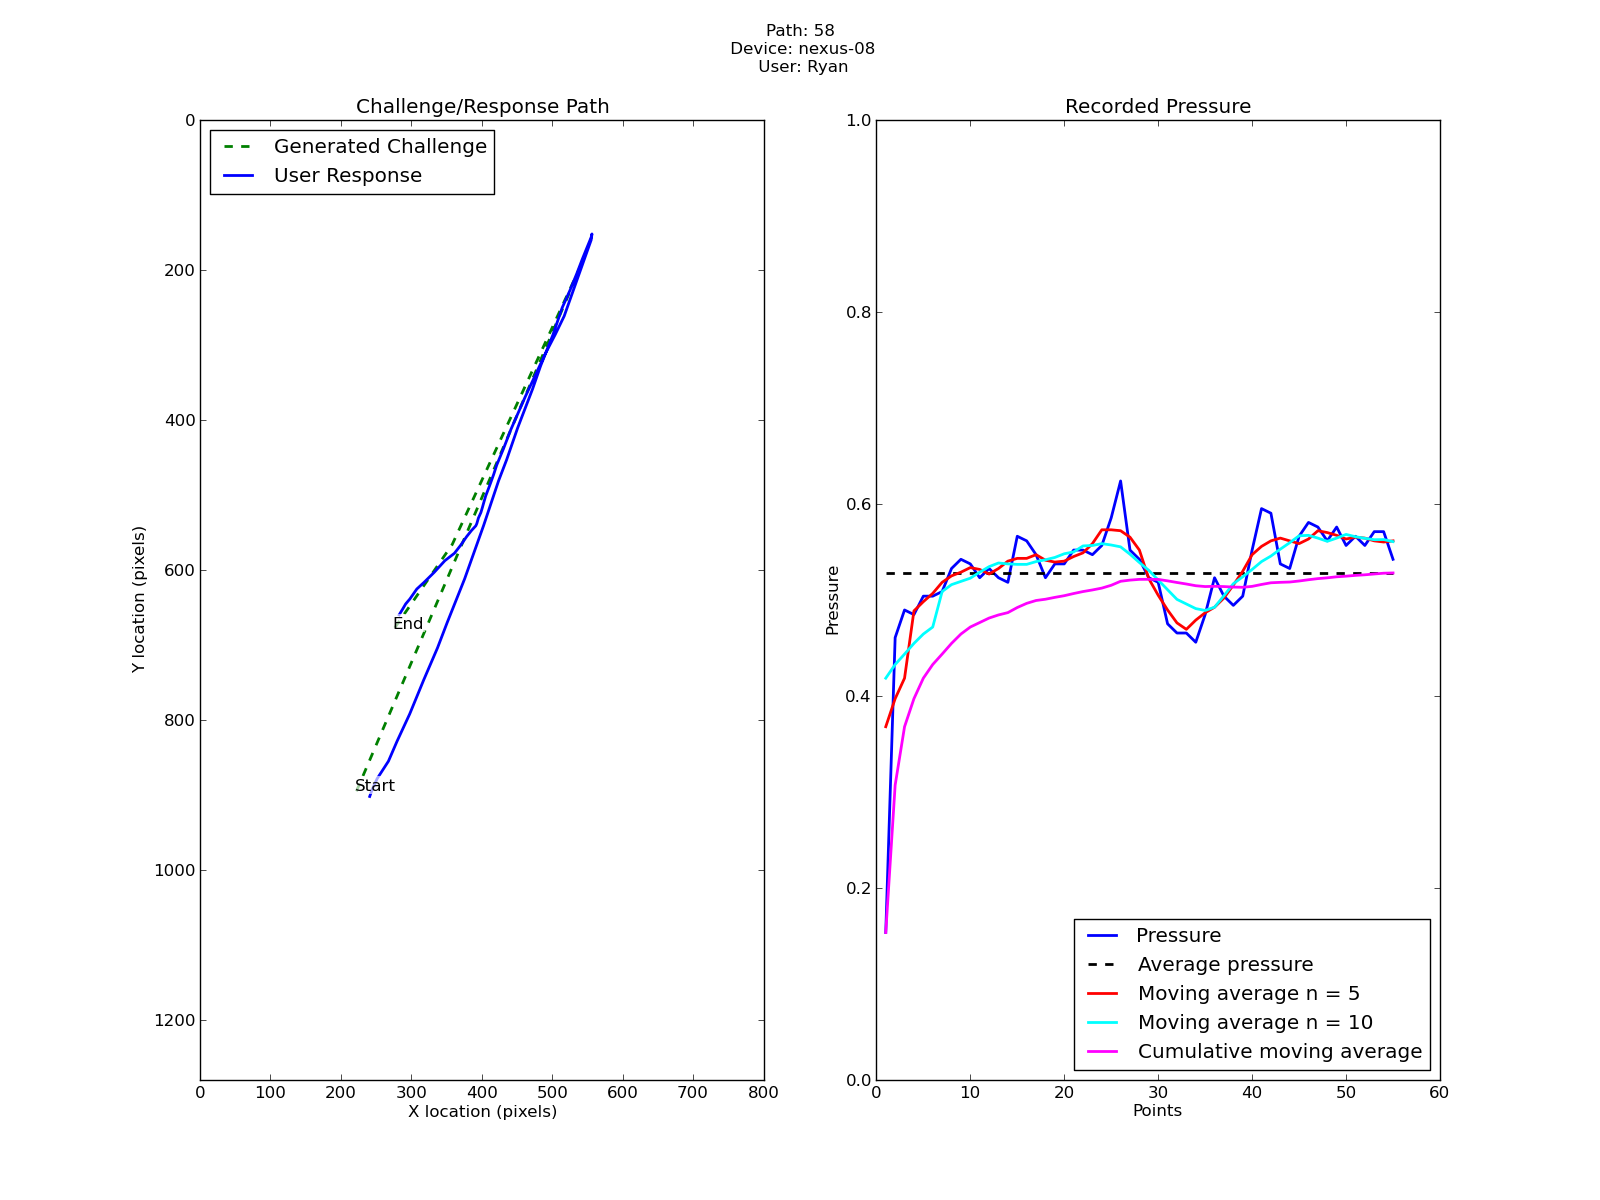 Path: 58
Device: nexus-08
User: Ryan
Challenge/Response Path
0
200
400
600
800
1000
1200
Y location (pixels)
Generated Challenge
User Response
End
Start
0 100 200 300 400 500 600 700 800
X location (pixels)
Recorded Pressure
1.0
0.8
0.6
0.4
0.2
0.0
Pressure
Pressure
Average pressure
Moving average n = 5
Moving average n = 10
Cumulative moving average
0 10 20 30 40 50 60
Points